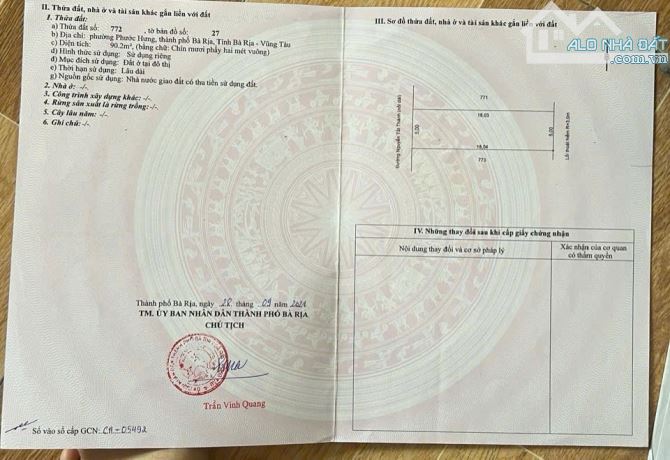 II. Thửa đất, nhà ở và tài sản khác gắn liền với đất
1. Thửa đất:
a) Thửa đất số: 772 , tờ bản đồ số: 27
b) Địa chỉ: phường Phước Hưng, thành phố Bà Rịa, Tỉnh Bà Rịa - Vũng Tàu
c) Diện tích: 90.2m², (bằng chữ: Chín mươi phẩy hai mét vuông)
d) Hình thức sử dụng: Sử dụng riêng
đ) Mục đích sử dụng: Đất ở tại đô thị
e) Thời hạn sử dụng: Lâu dài
g) Nguồn gốc sử dụng: Nhà nước giao đất có thu tiền sử dụng đất.
2. Nhà ở: -/-
3. Công trình xây dựng khác: -/-
4. Rừng sản xuất là rừng trồng: -/-
5. Cây lâu năm: -/-
6. Ghi chú: -/-
Thành phố Bà Rịa, ngày 28 tháng 09 năm 2021
TM. ỦY BAN NHÂN DÂN THÀNH PHỐ BÀ RỊA
CHỦ TỊCH
Trần Vinh Quang
Số vào sổ cấp GCN: CH-05492
III. Sơ đồ thửa đất, nhà ở và tài sản khác gắn liền với đất
ALO NHÀ ĐẤT
.com.vn
771
18,03
5,00
5,00
18,04
773
Đường Nguyễn Tất Thành
IV. Những thay đổi sau khi cấp giấy chứng nhận
Nội dung thay đổi và cơ sở pháp lý
Xác nhận của cơ quan
có thẩm quyền